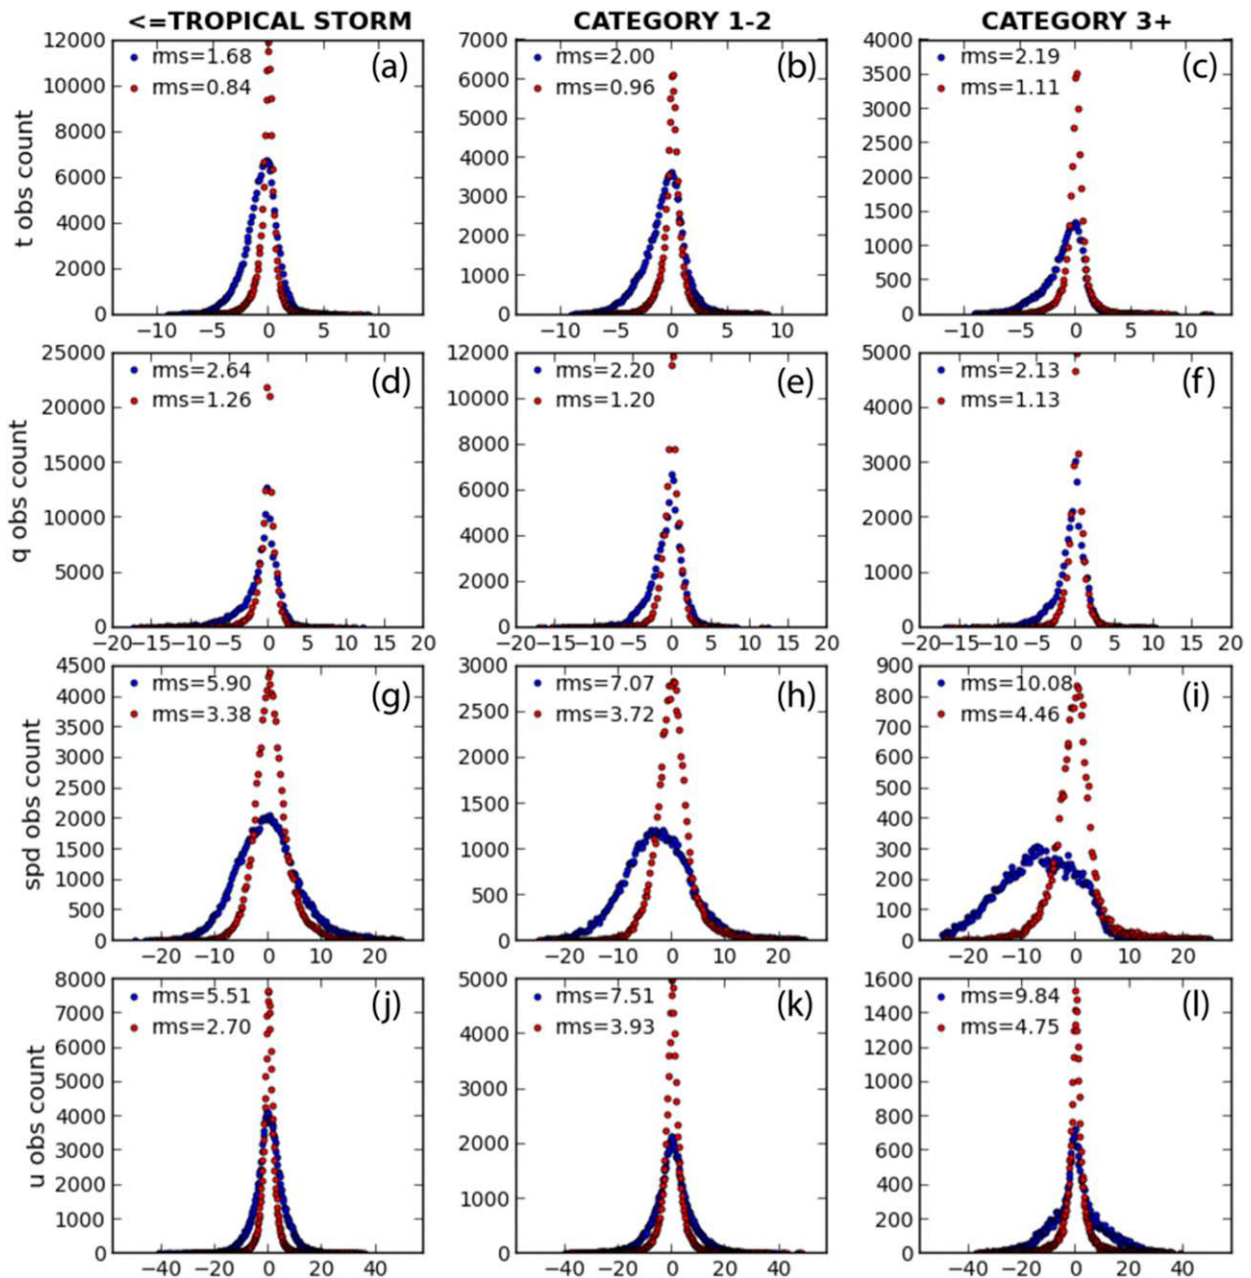 <=TROPICAL STORM CATEGORY 1-2 CATEGORY 3+
t obs count
12000
10000
8000
6000
4000
2000
0
rms=1.68
rms=0.84
(a)
−10 −5 0 5 10
7000
6000
5000
4000
3000
2000
1000
0
rms=2.00
rms=0.96
(b)
−10 −5 0 5 10
4000
3500
3000
2500
2000
1500
1000
500
0
rms=2.19
rms=1.11
(c)
−10 −5 0 5 10
q obs count
25000
20000
15000
10000
5000
0
rms=2.64
rms=1.26
(d)
−20−15−10−5 0 5 10 15 20
12000
10000
8000
6000
4000
2000
0
rms=2.20
rms=1.20
(e)
−20−15−10−5 0 5 10 15 20
5000
4000
3000
2000
1000
0
rms=2.13
rms=1.13
(f)
−20−15−10−5 0 5 10 15 20
spd obs count
4500
4000
3500
3000
2500
2000
1500
1000
500
0
rms=5.90
rms=3.38
(g)
−20 −10 0 10 20
3000
2500
2000
1500
1000
500
0
rms=7.07
rms=3.72
(h)
−20 −10 0 10 20
900
800
700
600
500
400
300
200
100
0
rms=10.08
rms=4.46
(i)
−20 −10 0 10 20
u obs count
8000
7000
6000
5000
4000
3000
2000
1000
0
rms=5.51
rms=2.70
(j)
−40 −20 0 20 40
5000
4000
3000
2000
1000
0
rms=7.51
rms=3.93
(k)
−40 −20 0 20 40
1600
1400
1200
1000
800
600
400
200
0
rms=9.84
rms=4.75
(l)
−40 −20 0 20 40